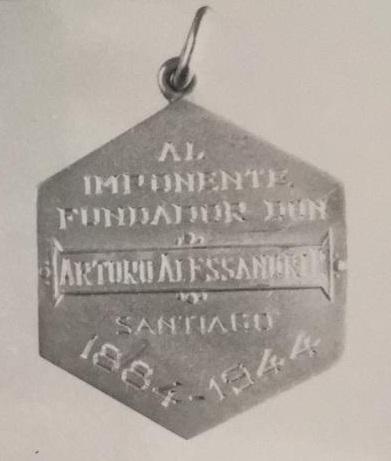 AL
IMPONENTE
FUNDADOR DON
ARTURO ALESSANDRI P.
SANTIAGO
1884-1944